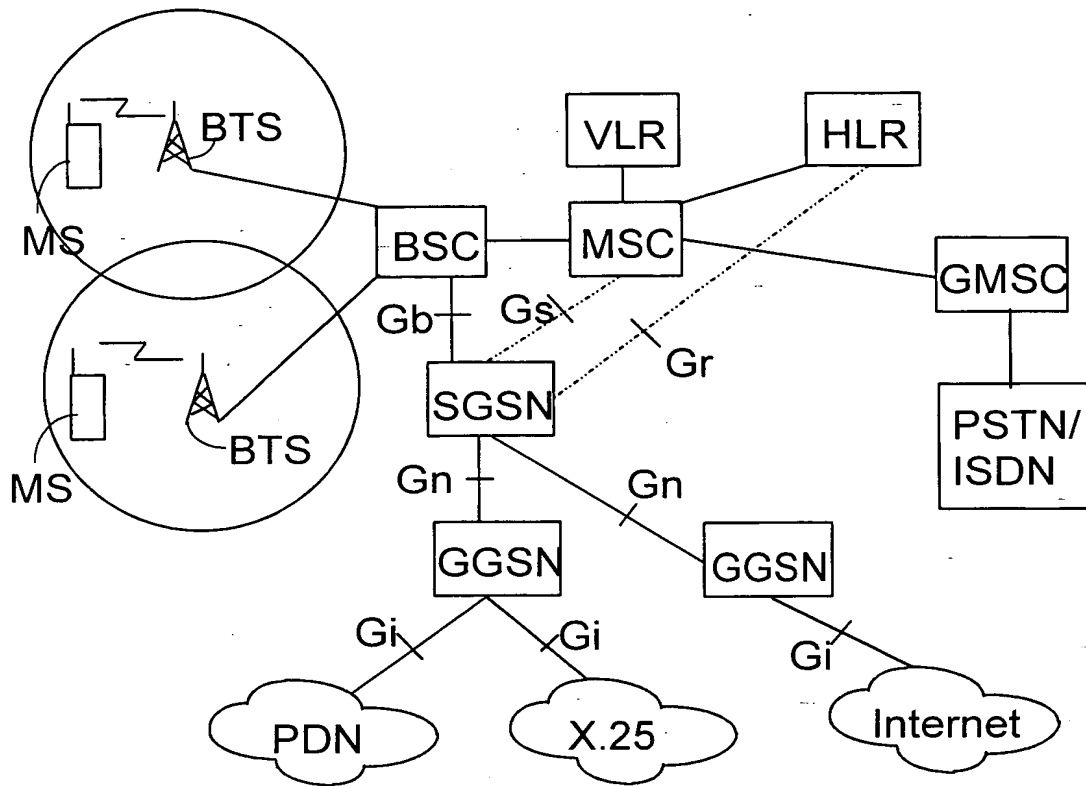 BTS
VLR
HLR
MS
BSC
MSC
GMSC
Gb
Gs
Gr
SGSN
PSTN/
ISDN
BTS
MS
Gn
Gn
GGSN
GGSN
Gi
Gi
Gi
PDN
X.25
Internet